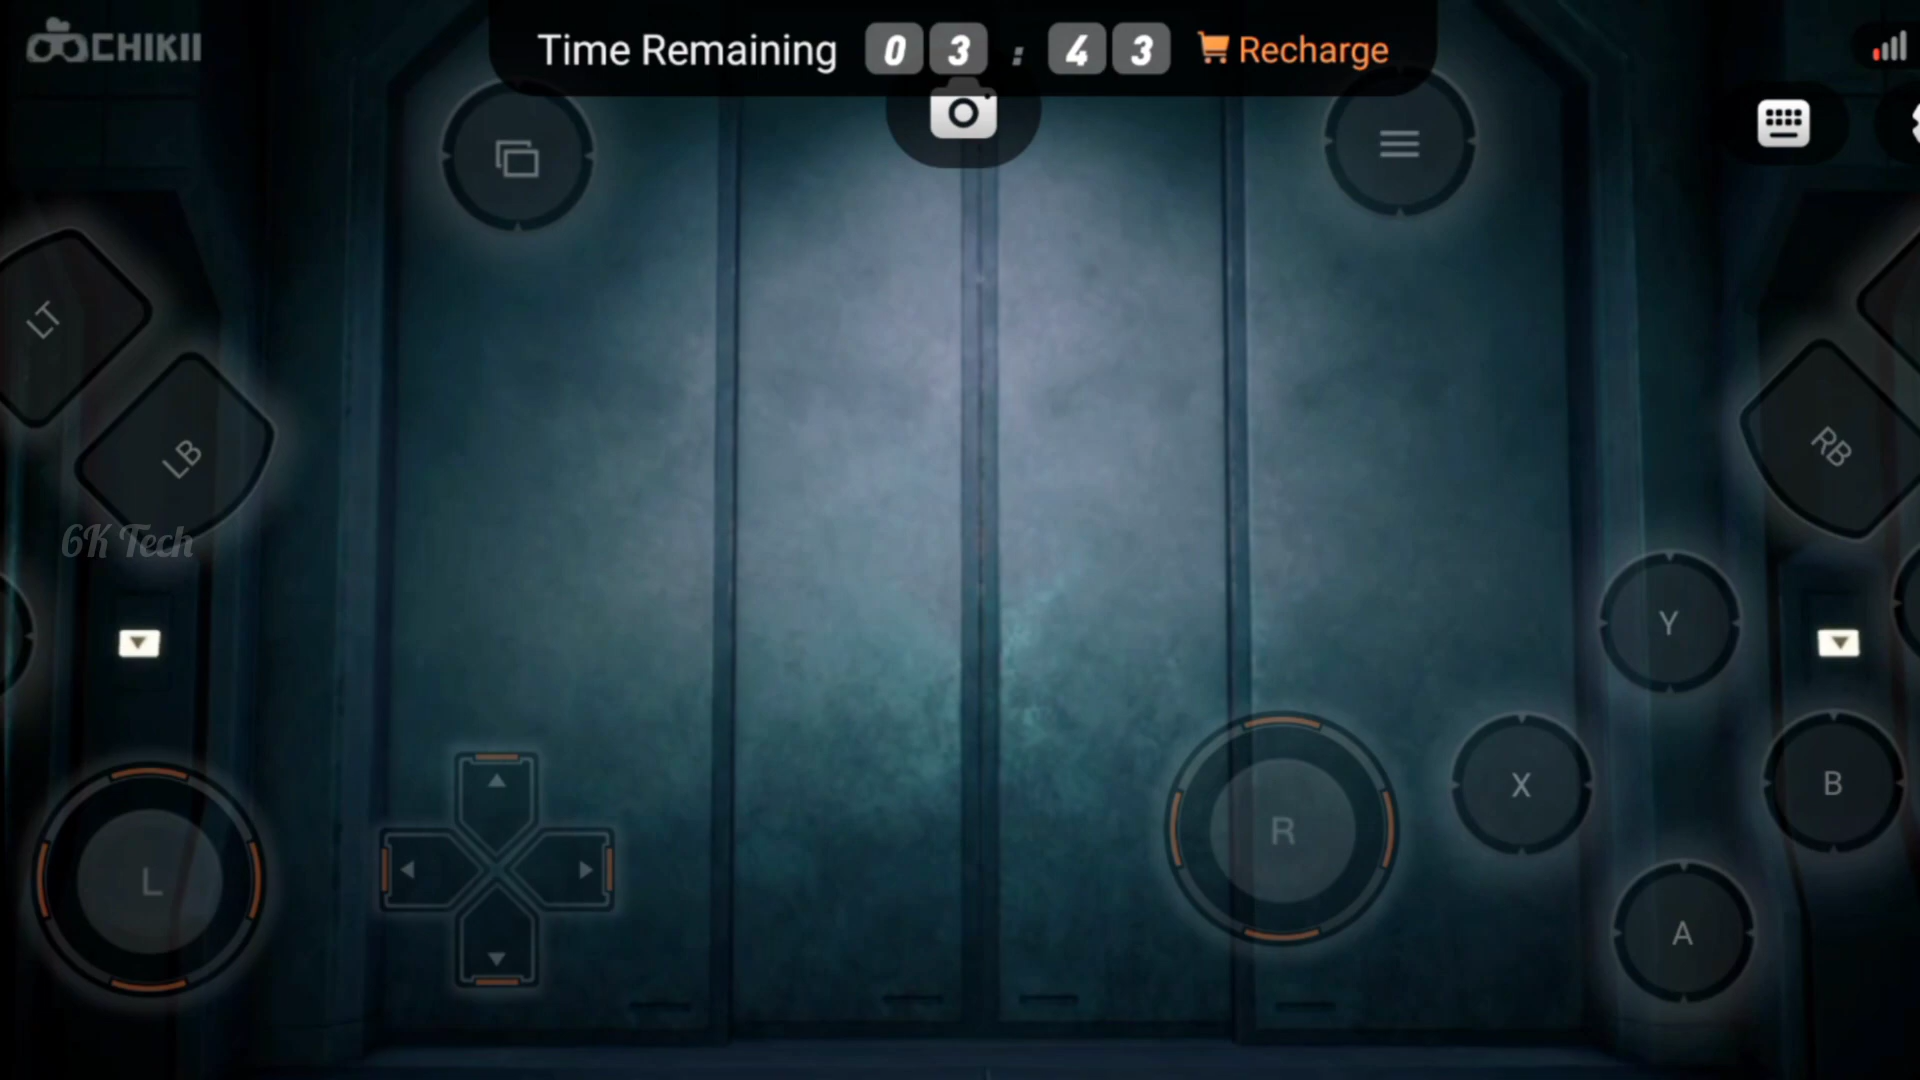 CHIKII
Time Remaining 03:43 Recharge
LT
LB
RB
6K Tech
Y
X
B
R
L
A